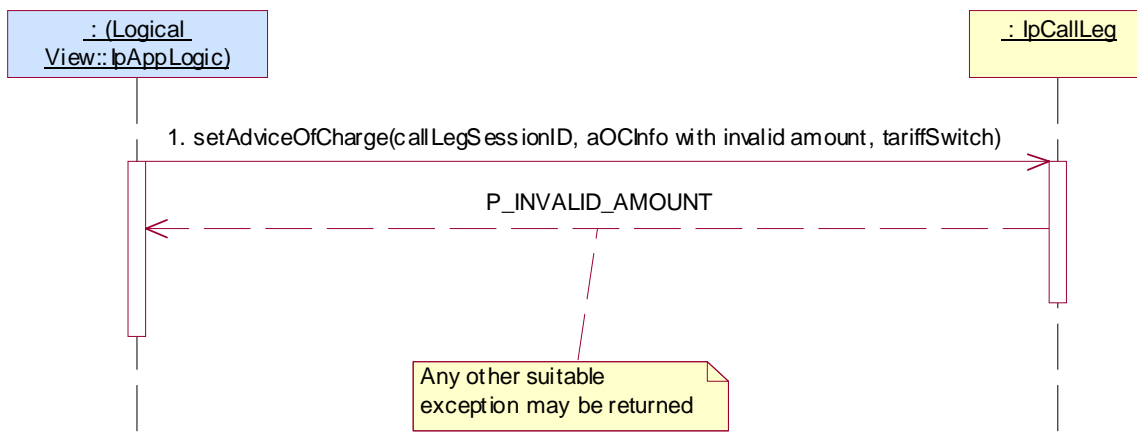 : (Logical
View::IpAppLogic)
: IpCallLeg
1. setAdviceOfCharge(callLegSessionID, aOCInfo with invalid amount, tariffSwitch)
P_INVALID_AMOUNT
Any other suitable
exception may be returned